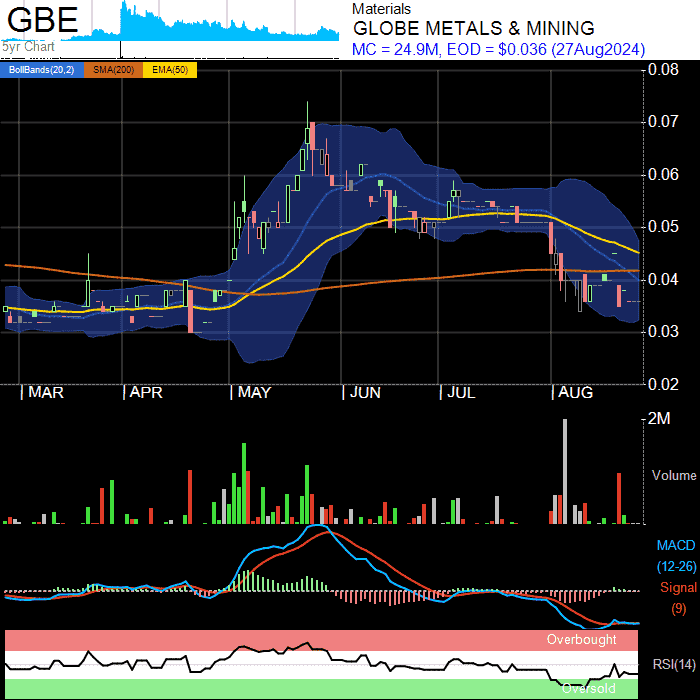 GBE
5yr Chart
Materials
GLOBE METALS & MINING
MC = 24.9M, EOD = $0.036 (27Aug2024)
BollBands(20,2) SMA(200) EMA(50)
0.08
0.07
0.06
0.05
0.04
0.03
0.02
| MAR | APR | MAY | JUN | JUL | AUG
2M
Volume
MACD
(12-26)
Signal
(9)
Overbought
RSI(14)
Oversold